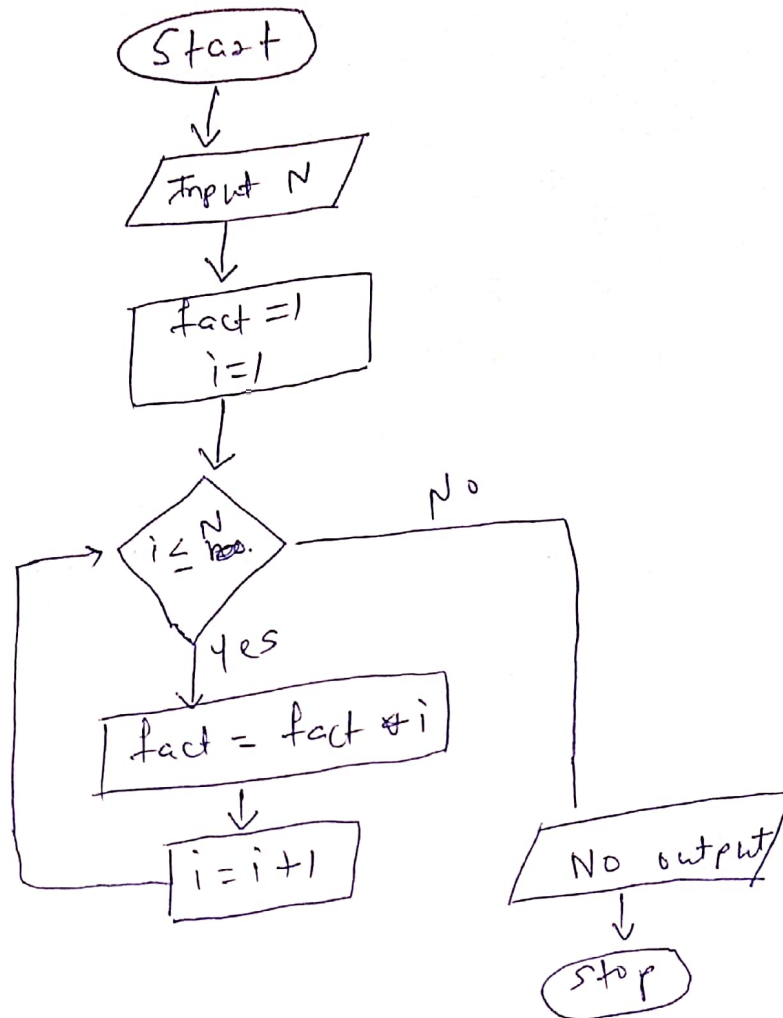 Start
Input N
fact = 1
i = 1
i ≤ N
No
yes
fact = fact * i
i = i + 1
No output
stop